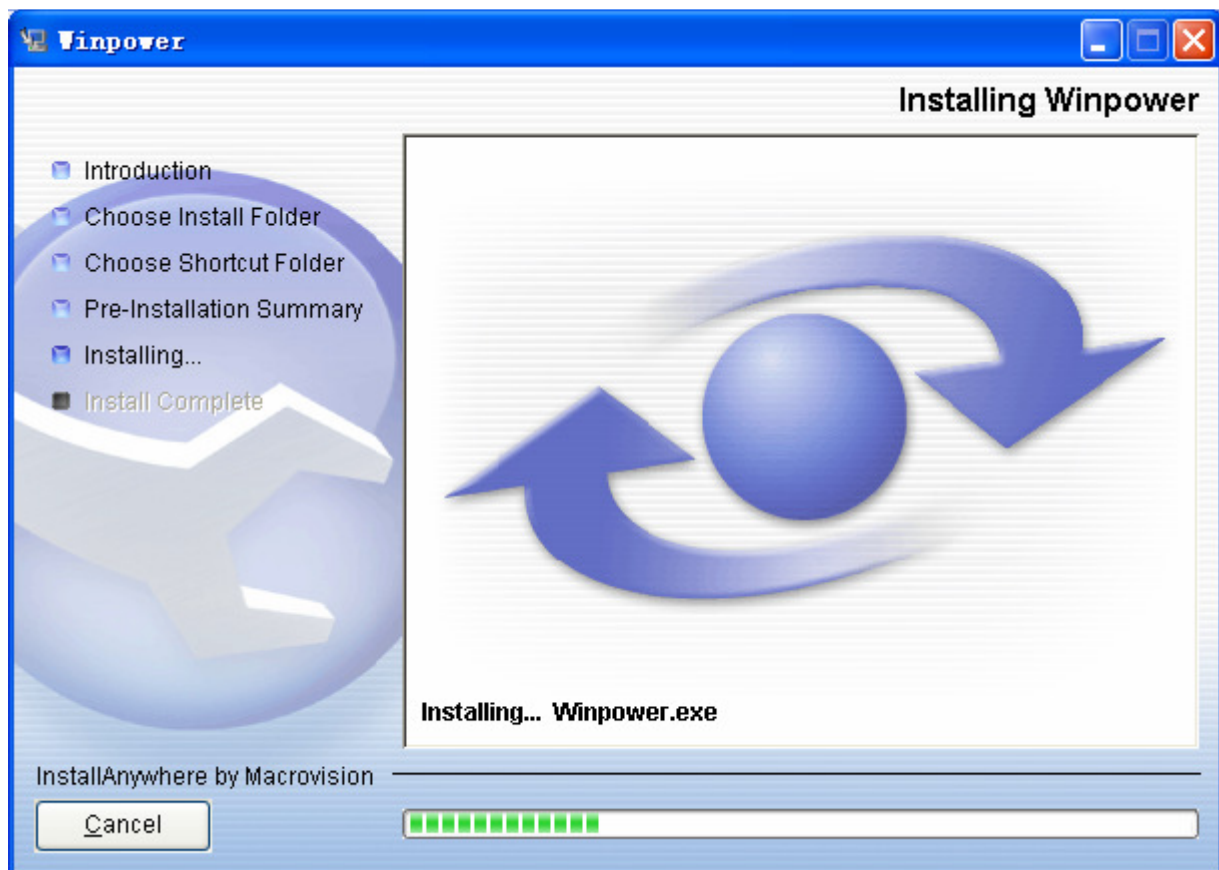 Winpower
Installing Winpower
Introduction
Choose Install Folder
Choose Shortcut Folder
Pre-Installation Summary
Installing...
Install Complete
Installing... Winpower.exe
InstallAnywhere by Macrovision
Cancel